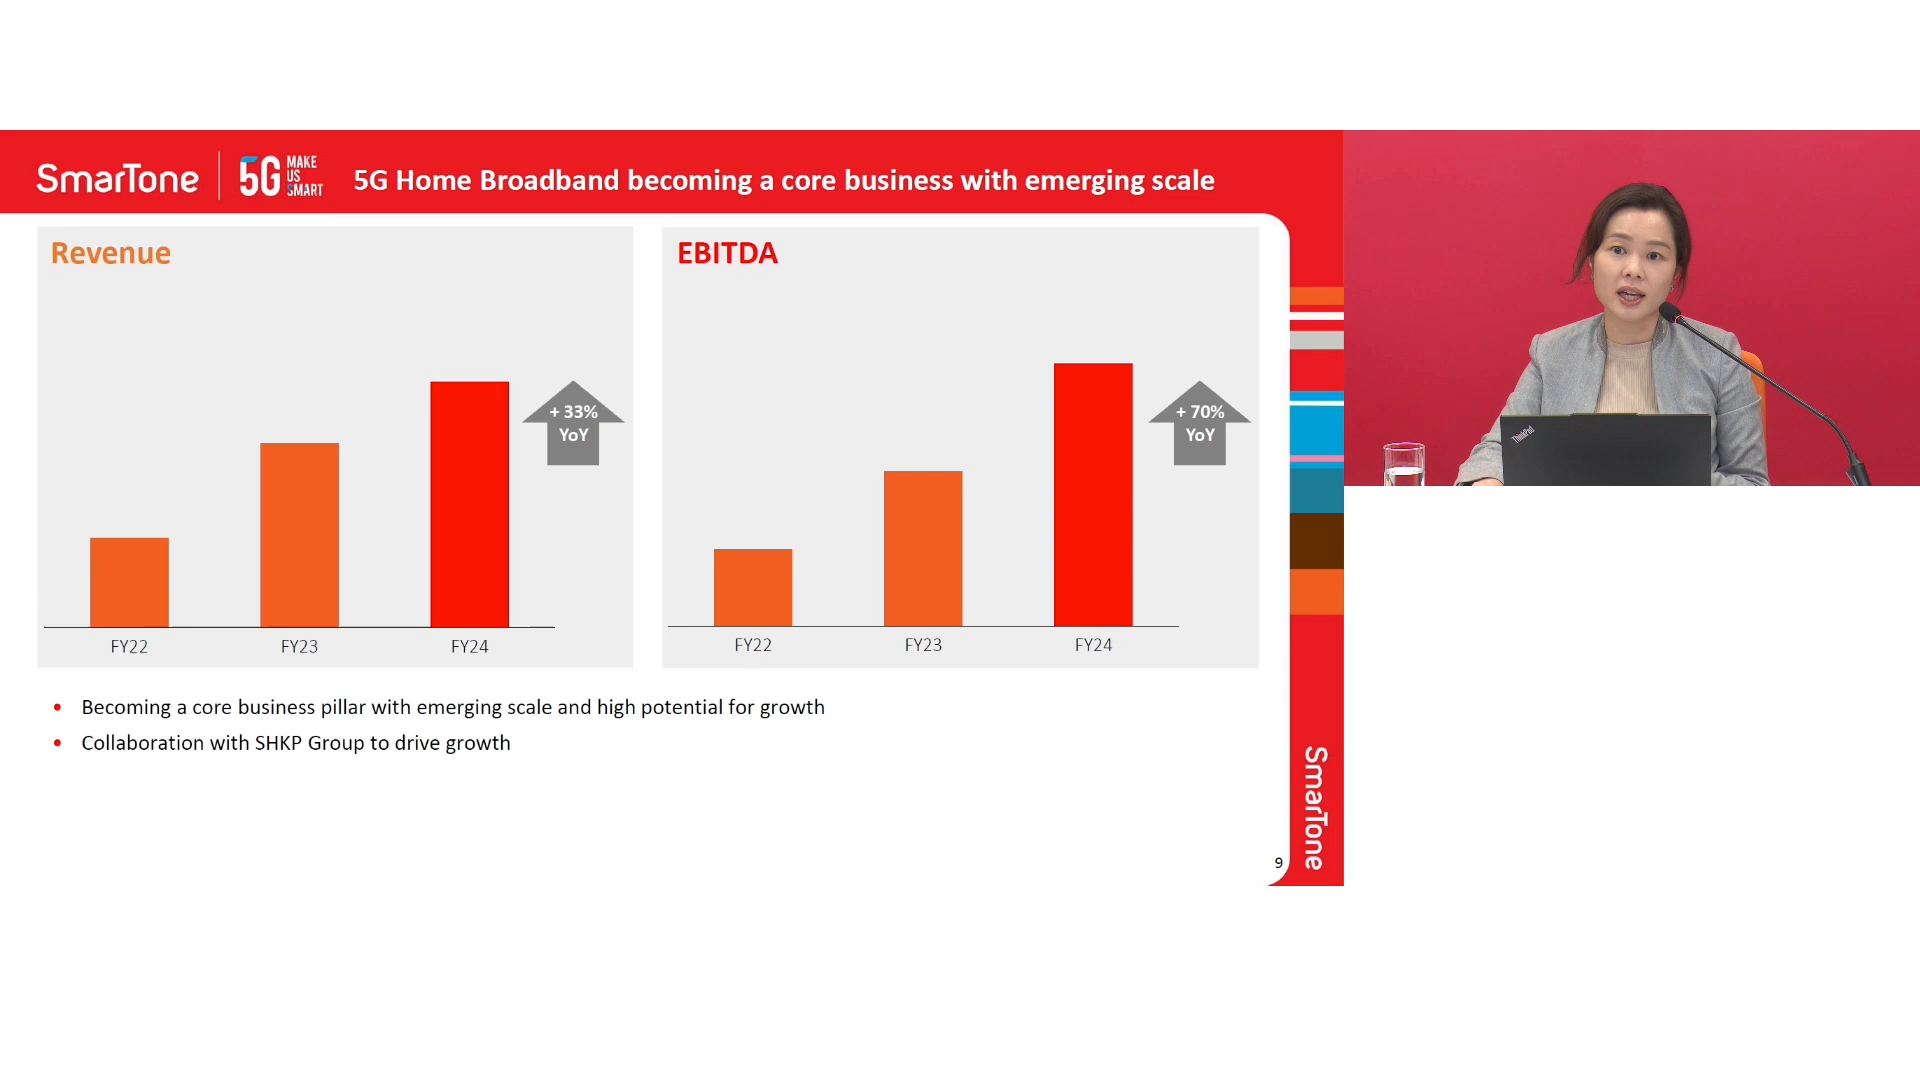 SmarTone
5G
MAKE
US
SMART
5G Home Broadband becoming a core business with emerging scale
Revenue
+ 33%
YoY
FY22
FY23
FY24
EBITDA
+ 70%
YoY
FY22
FY23
FY24
• Becoming a core business pillar with emerging scale and high potential for growth
• Collaboration with SHKP Group to drive growth
SmarTone
9
ThinkPad